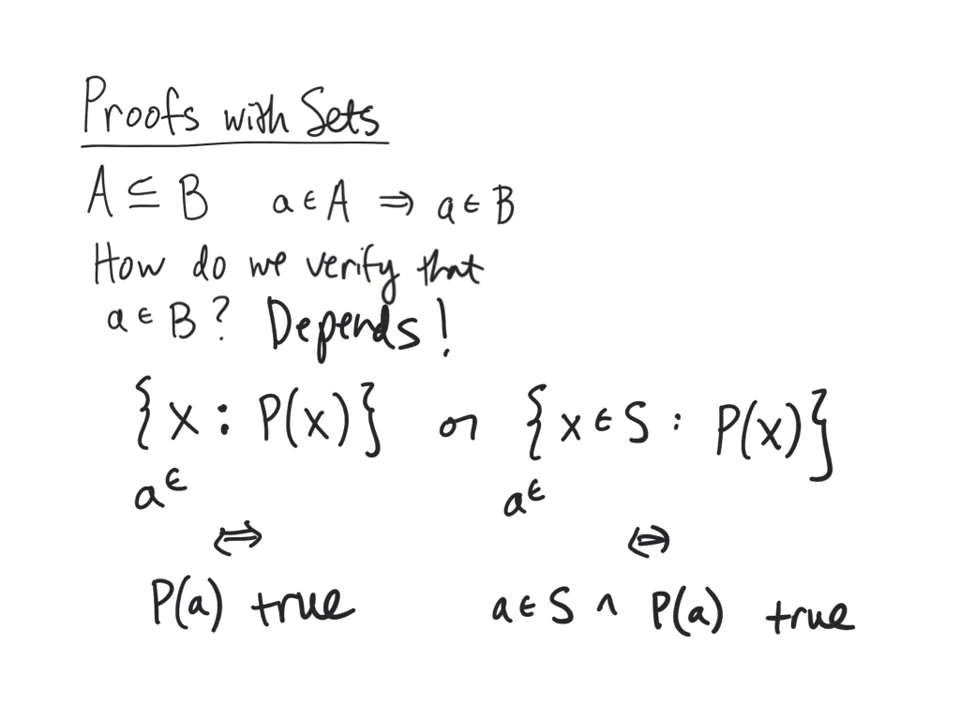 Proofs with Sets
A ⊆ B a ∈ A ⇒ a ∈ B
How do we verify that
a ∈ B? Depends!
{x : P(x)} or {x ∈ S : P(x)}
a ∈ a ∈
⇔ ⇔
P(a) true a ∈ S ∧ P(a) true